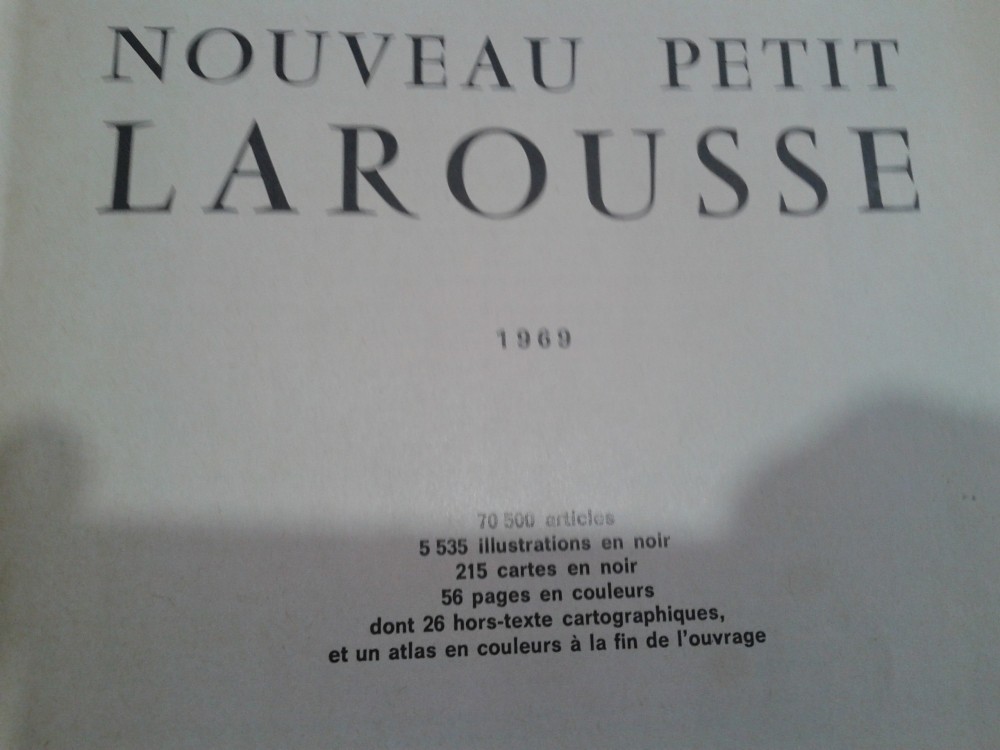 NOUVEAU PETIT
LAROUSSE
1969
70 500 articles
5 535 illustrations en noir
215 cartes en noir
56 pages en couleurs
dont 26 hors-texte cartographiques,
et un atlas en couleurs à la fin de l'ouvrage